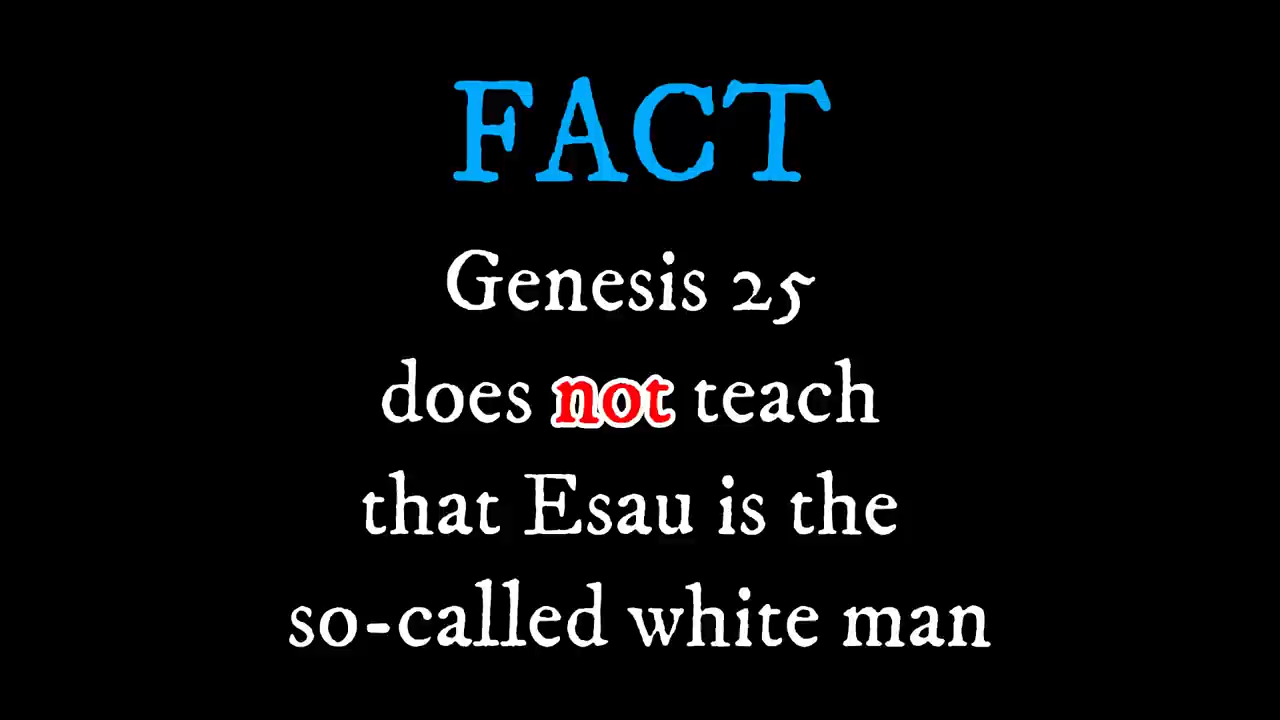 FACT
Genesis 25
does not teach
that Esau is the
so-called white man